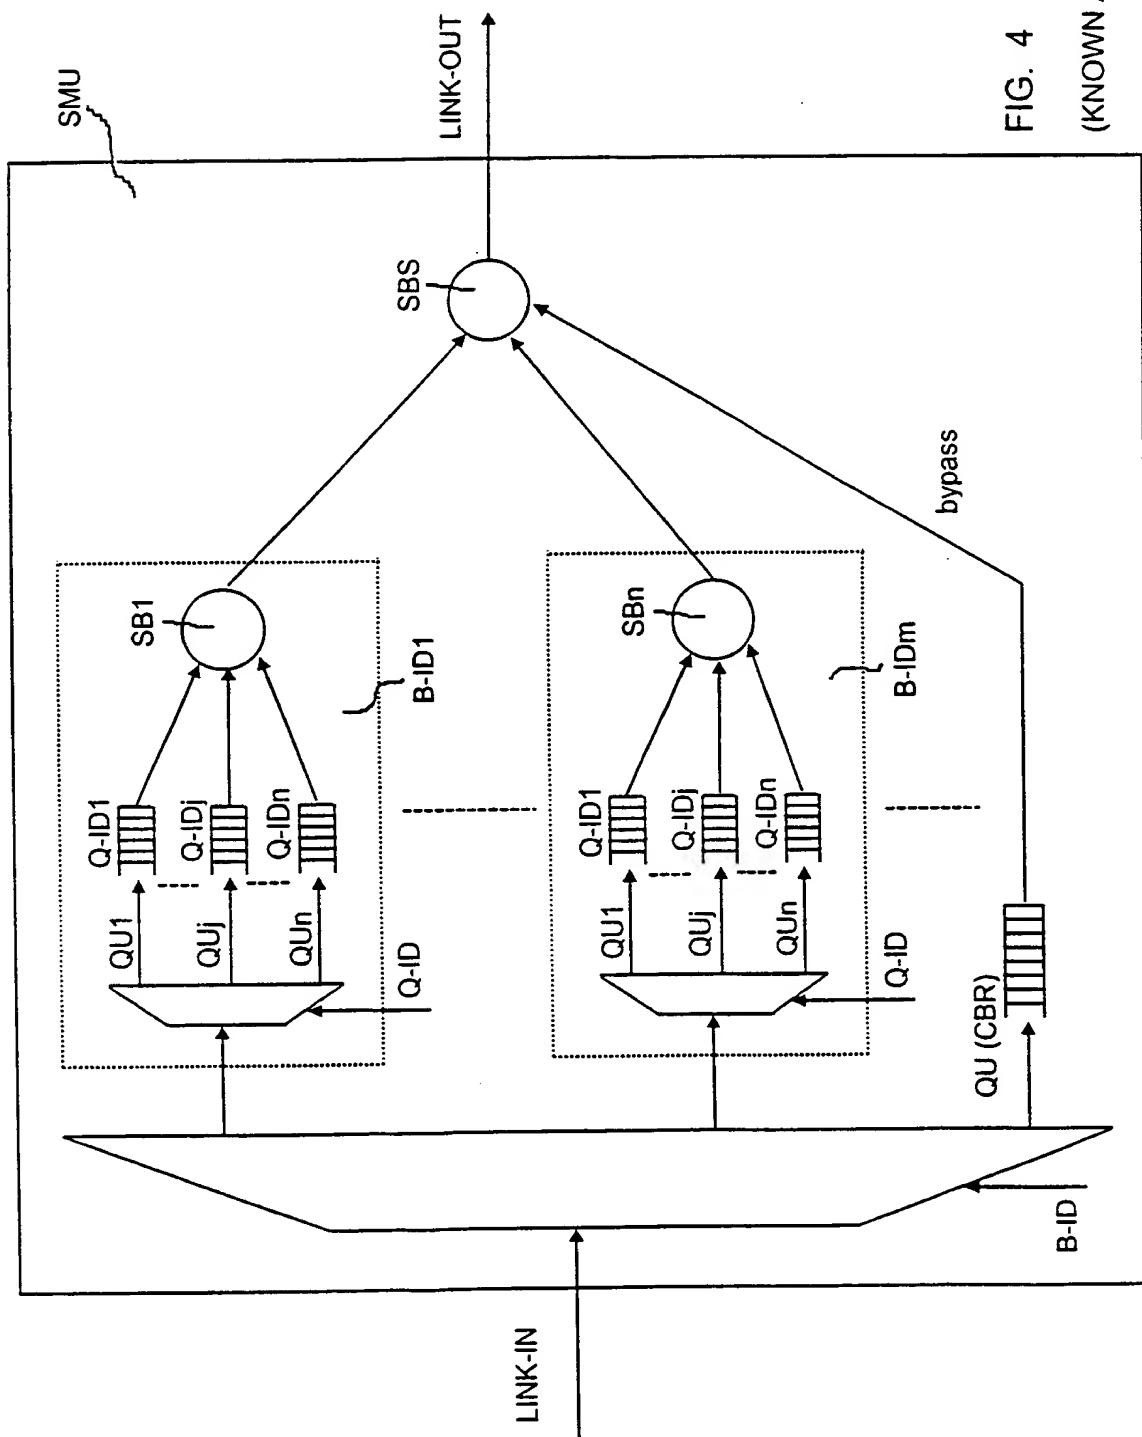 SMU
LINK-IN
LINK-OUT
B-ID
Q-ID
QU1
QUj
QUn
Q-ID1
Q-IDj
Q-IDn
SB1
B-ID1
SBS
Q-ID
QU1
QUj
QUn
Q-ID1
Q-IDj
Q-IDn
SBn
B-IDm
QU (CBR)
bypass
FIG. 4
(KNOWN